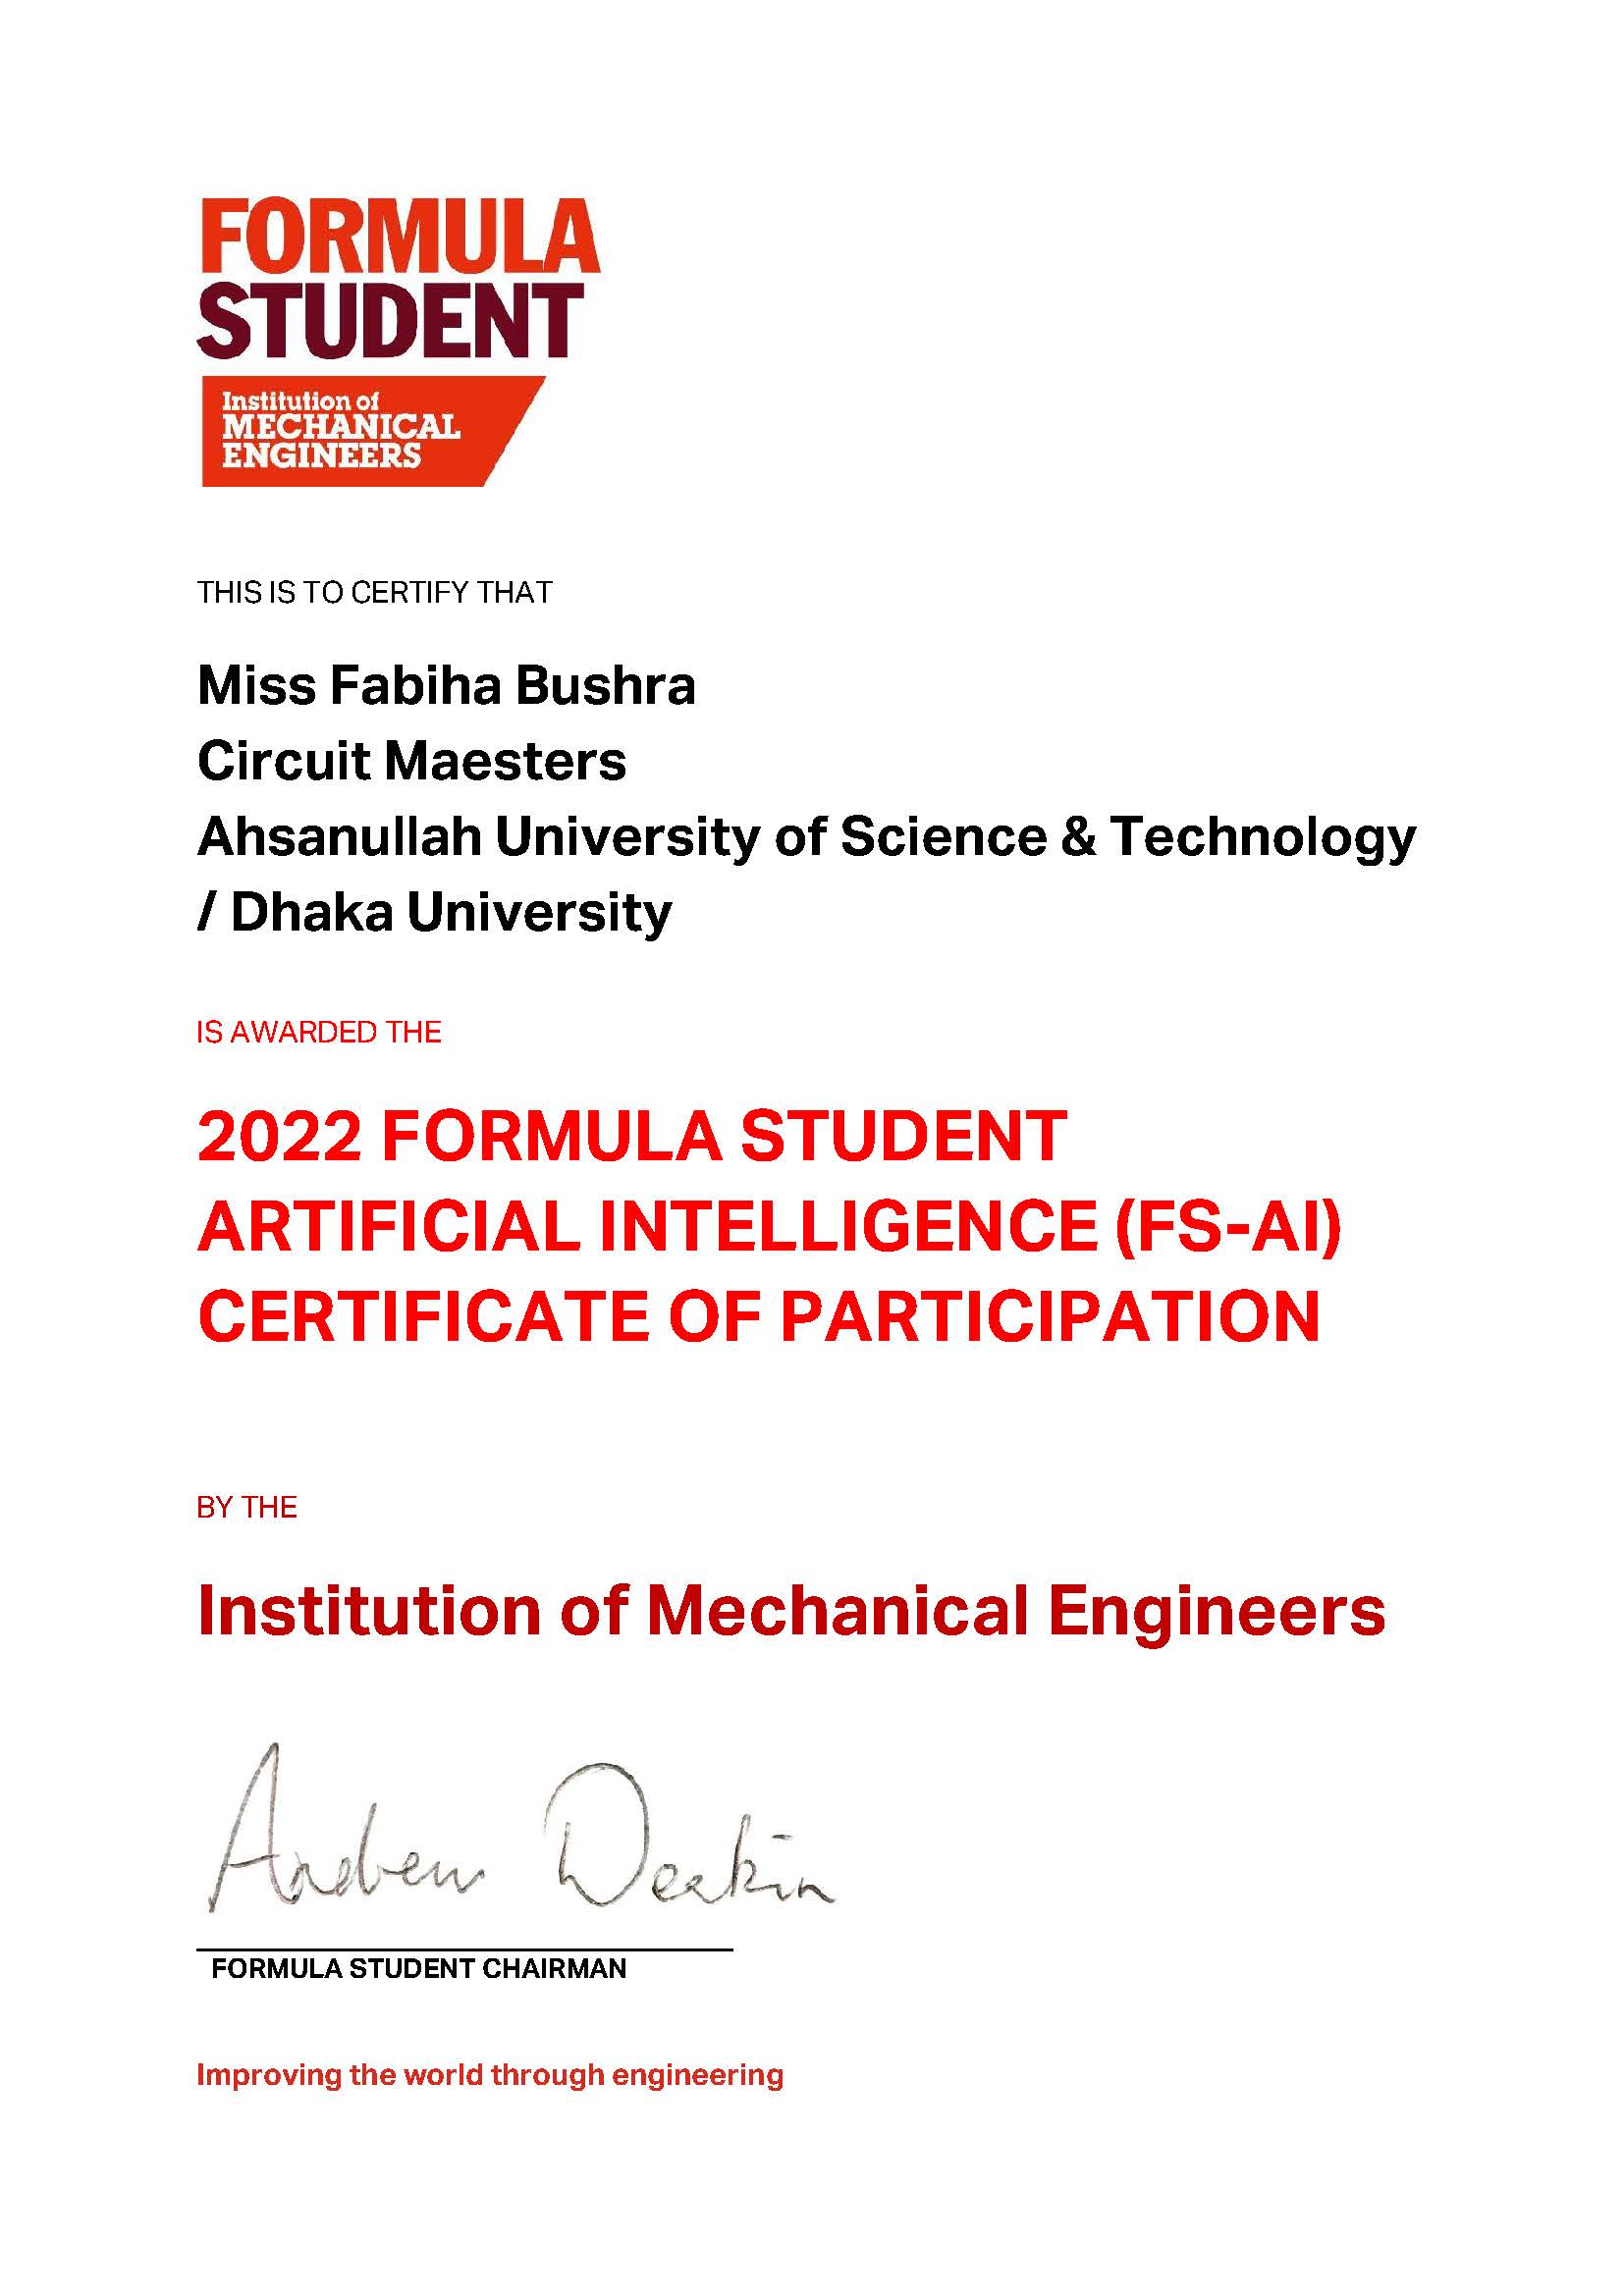 FORMULA
STUDENT
Institution of
MECHANICAL
ENGINEERS
THIS IS TO CERTIFY THAT
Miss Fabiha Bushra
Circuit Maesters
Ahsanullah University of Science & Technology
/ Dhaka University
IS AWARDED THE
2022 FORMULA STUDENT
ARTIFICIAL INTELLIGENCE (FS-AI)
CERTIFICATE OF PARTICIPATION
BY THE
Institution of Mechanical Engineers
Andrew Deakin
FORMULA STUDENT CHAIRMAN
Improving the world through engineering